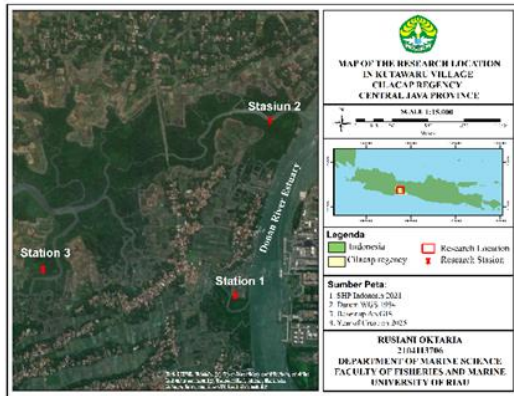 Stasiun 2
Donan River Estuary
Station 3
Station 1
MAP OF THE RESEARCH LOCATION
IN KUTAWARU VILLAGE
CILACAP REGENCY
CENTRAL JAVA PROVINCE
SCALE 1:15.000
Legenda
Indonesia
Cilacap regency
Research Location
Research Station
Sumber Peta:
1. SHP Indonesia 2021
2. Datum WGS 1984
3. Basemap ArcGIS
4. Year of Creation 2025
RUSIANI OKTARIA
2104113706
DEPARTMENT OF MARINE SCIENCE
FACULTY OF FISHERIES AND MARINE
UNIVERSITY OF RIAU